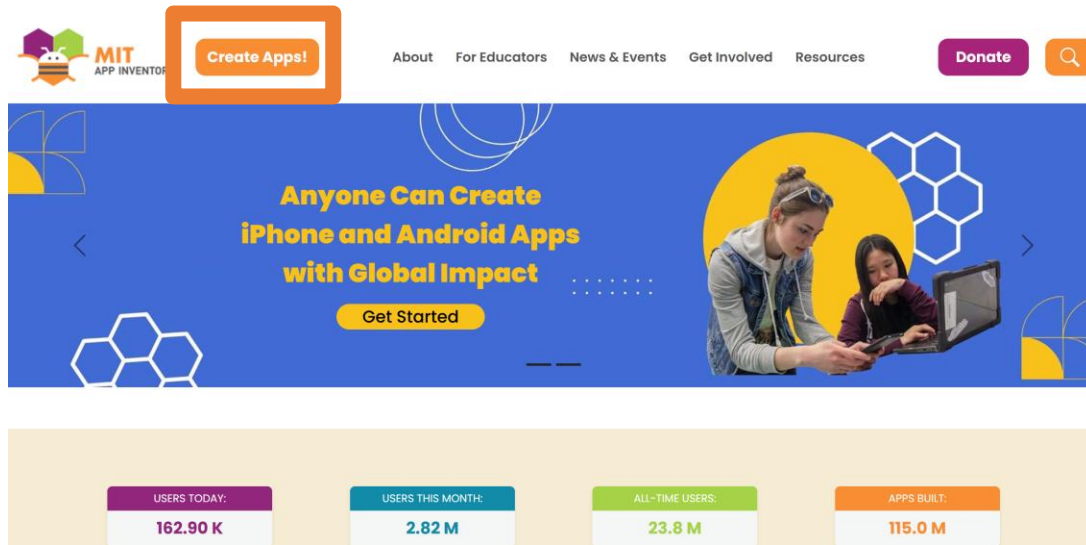 MIT
APP INVENTOR
Create Apps!
About For Educators News & Events Get Involved Resources
Donate
Anyone Can Create
iPhone and Android Apps
with Global Impact
Get Started
USERS TODAY:
162.90 K
USERS THIS MONTH:
2.82 M
ALL-TIME USERS:
23.8 M
APPS BUILT:
115.0 M